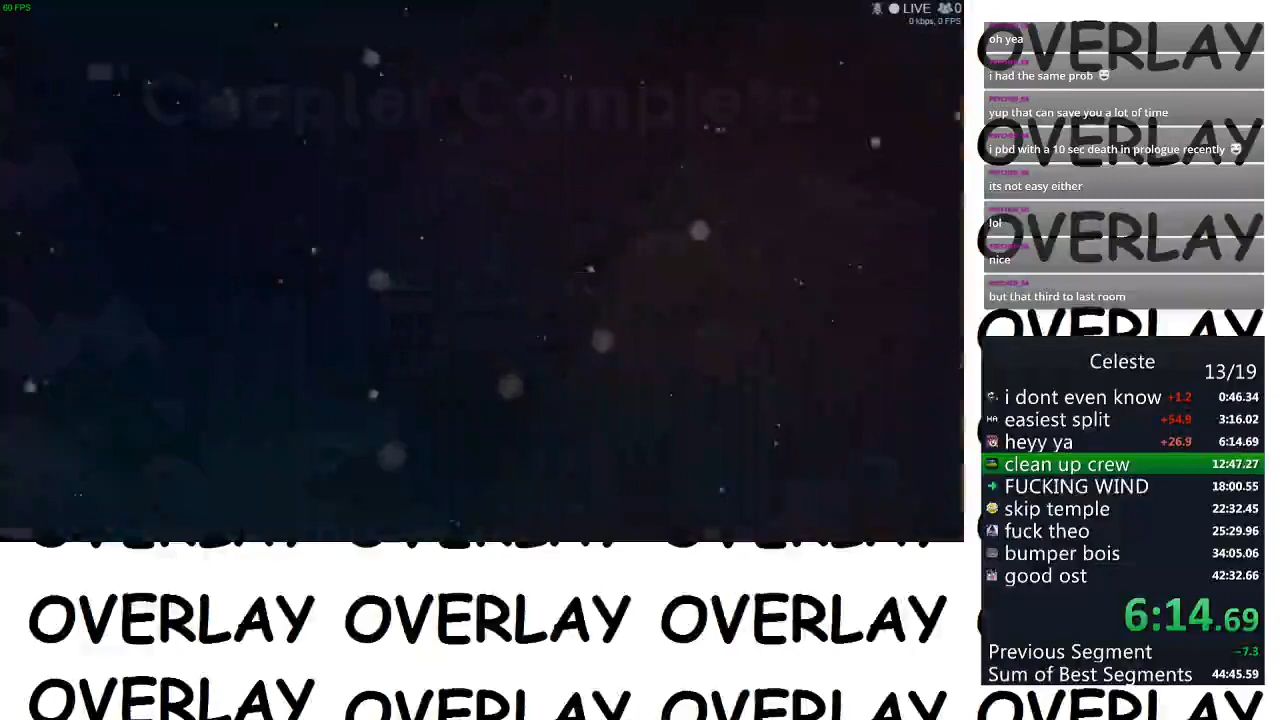 60 FPS
LIVE 0
0 kbps, 0 FPS
Chapter Complete
oh yea
i had the same prob
yup that can save you a lot of time
i pbd with a 10 sec death in prologue recently
its not easy either
lol
nice
but that third to last room
OVERLAY
OVERLAY
OVERLAY
OVERLAY
Celeste
13/19
i dont even know +1.2 0:46.34
easiest split +54.9 3:16.02
heyy ya +26.9 6:14.69
clean up crew 12:47.27
FUCKING WIND 18:00.55
skip temple 22:32.45
fuck theo 25:29.96
bumper bois 34:05.06
good ost 42:32.66
6:14.69
Previous Segment -7.3
Sum of Best Segments 44:45.59
OVERLAY OVERLAY OVERLAY
OVERLAY OVERLAY OVERLAY
OVERLAY OVERLAY OVERLAY OVERLAY